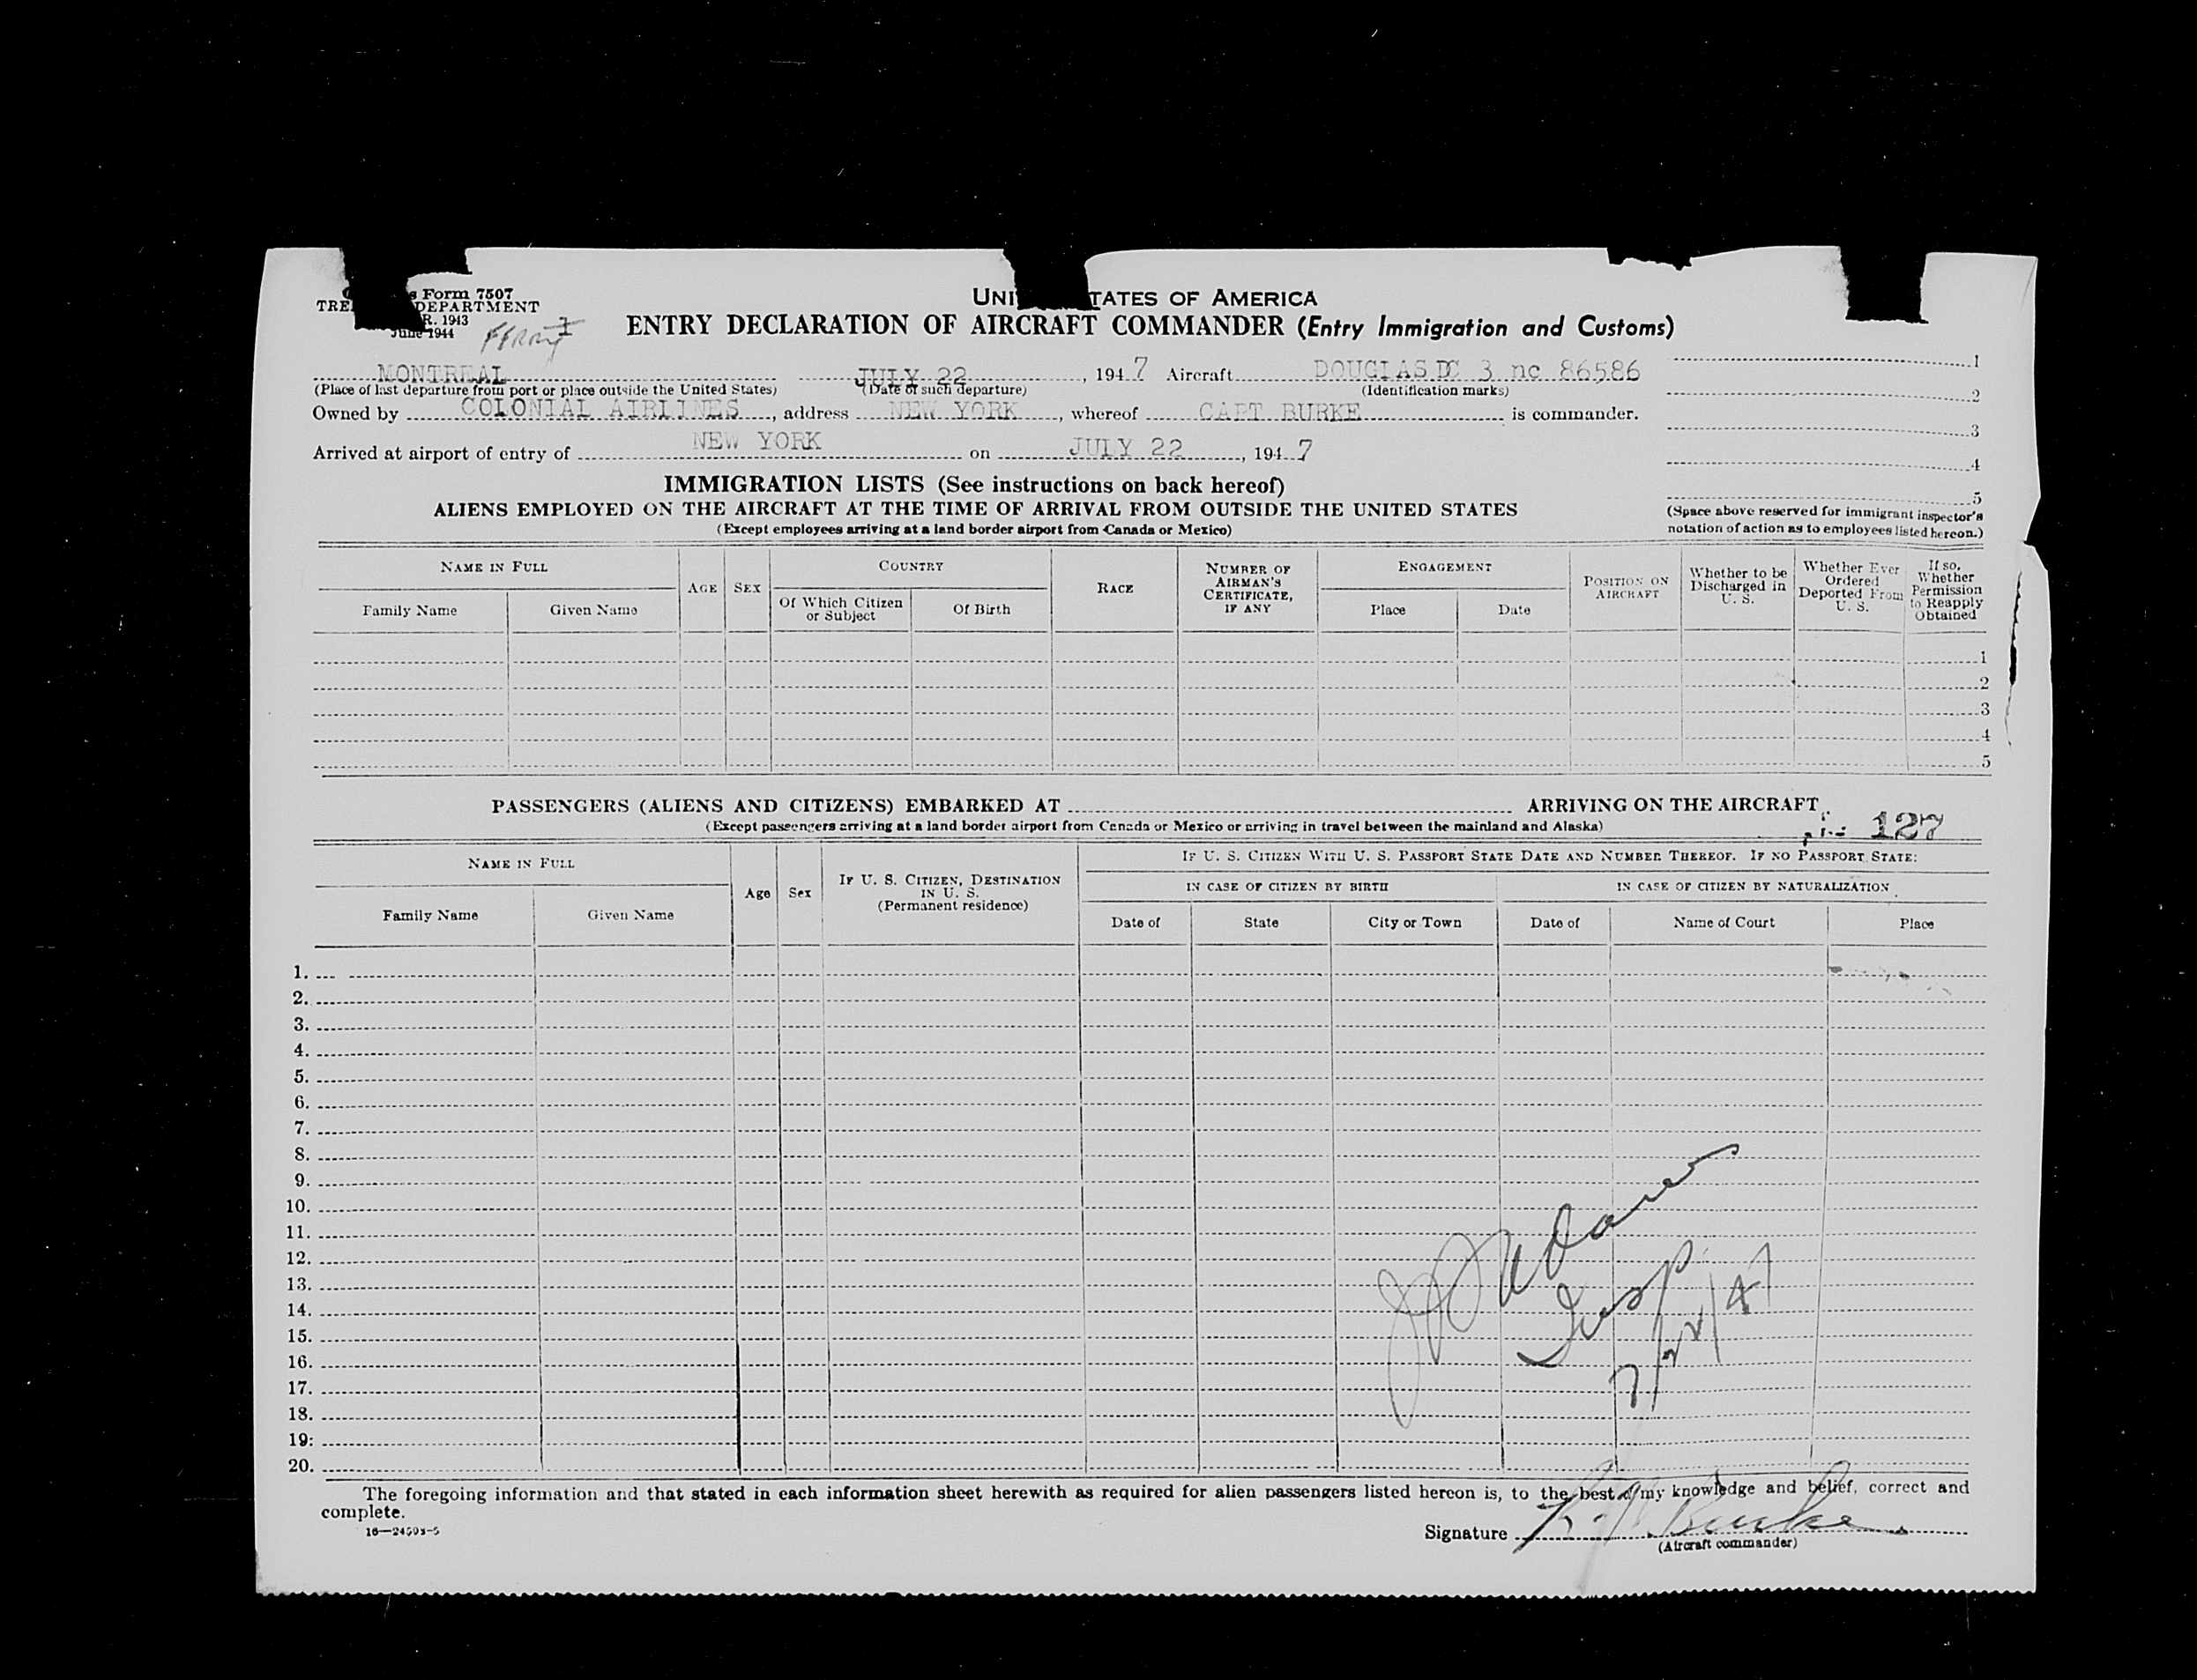 Form 7507
TRE DEPARTMENT
R. 1943
June 1944
UNI TATES OF AMERICA
ENTRY DECLARATION OF AIRCRAFT COMMANDER (Entry Immigration and Customs)
MONTREAL JULY 22, 1947 Aircraft DOUGLAS DC 3 nc 86586
(Place of last departure from port or place outside the United States) (Date of such departure) (Identification marks)
Owned by COLONIAL AIRLINES, address NEW YORK, whereof CAPT BURKE is commander.
Arrived at airport of entry of NEW YORK on JULY 22, 1947
1
2
3
4
5
(Space above reserved for immigrant inspector's
notation of action as to employees listed hereon.)
IMMIGRATION LISTS (See instructions on back hereof)
ALIENS EMPLOYED ON THE AIRCRAFT AT THE TIME OF ARRIVAL FROM OUTSIDE THE UNITED STATES
(Except employees arriving at a land border airport from Canada or Mexico)
NAME IN FULL
Family Name
Given Name
AGE
SEX
COUNTRY
Of Which Citizen
or Subject
Of Birth
RACE
NUMBER OF
AIRMAN'S
CERTIFICATE,
IF ANY
ENGAGEMENT
Place
Date
POSITION ON
AIRCRAFT
Whether to be
Discharged in
U. S.
Whether Ever
Ordered
Deported From
U. S.
If so,
Whether
Permission
to Reapply
Obtained
1
2
3
4
5
PASSENGERS (ALIENS AND CITIZENS) EMBARKED AT ARRIVING ON THE AIRCRAFT
(Except passengers arriving at a land border airport from Canada or Mexico or arriving in travel between the mainland and Alaska)
127
NAME IN FULL
Family Name
Given Name
Age
Sex
IF U. S. CITIZEN, DESTINATION
IN U. S.
(Permanent residence)
IF U. S. CITIZEN WITH U. S. PASSPORT STATE DATE AND NUMBER THEREOF. IF NO PASSPORT STATE:
IN CASE OF CITIZEN BY BIRTH
IN CASE OF CITIZEN BY NATURALIZATION
Date of
State
City or Town
Date of
Name of Court
Place
1.
2.
3.
4.
5.
6.
7.
8.
9.
10.
11.
12.
13.
14.
15.
16.
17.
18.
19.
20.
Insp
7/22/47
The foregoing information and that stated in each information sheet herewith as required for alien passengers listed hereon is, to the best of my knowledge and belief, correct and
complete.
Signature Burke
(Aircraft commander)